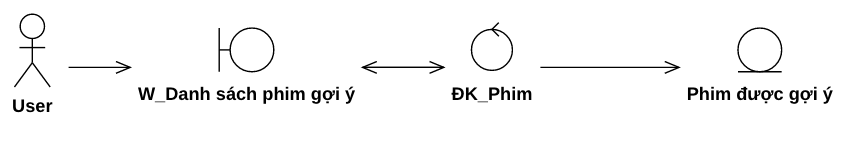 User
W_Danh sách phim gợi ý
ĐK_Phim
Phim được gợi ý